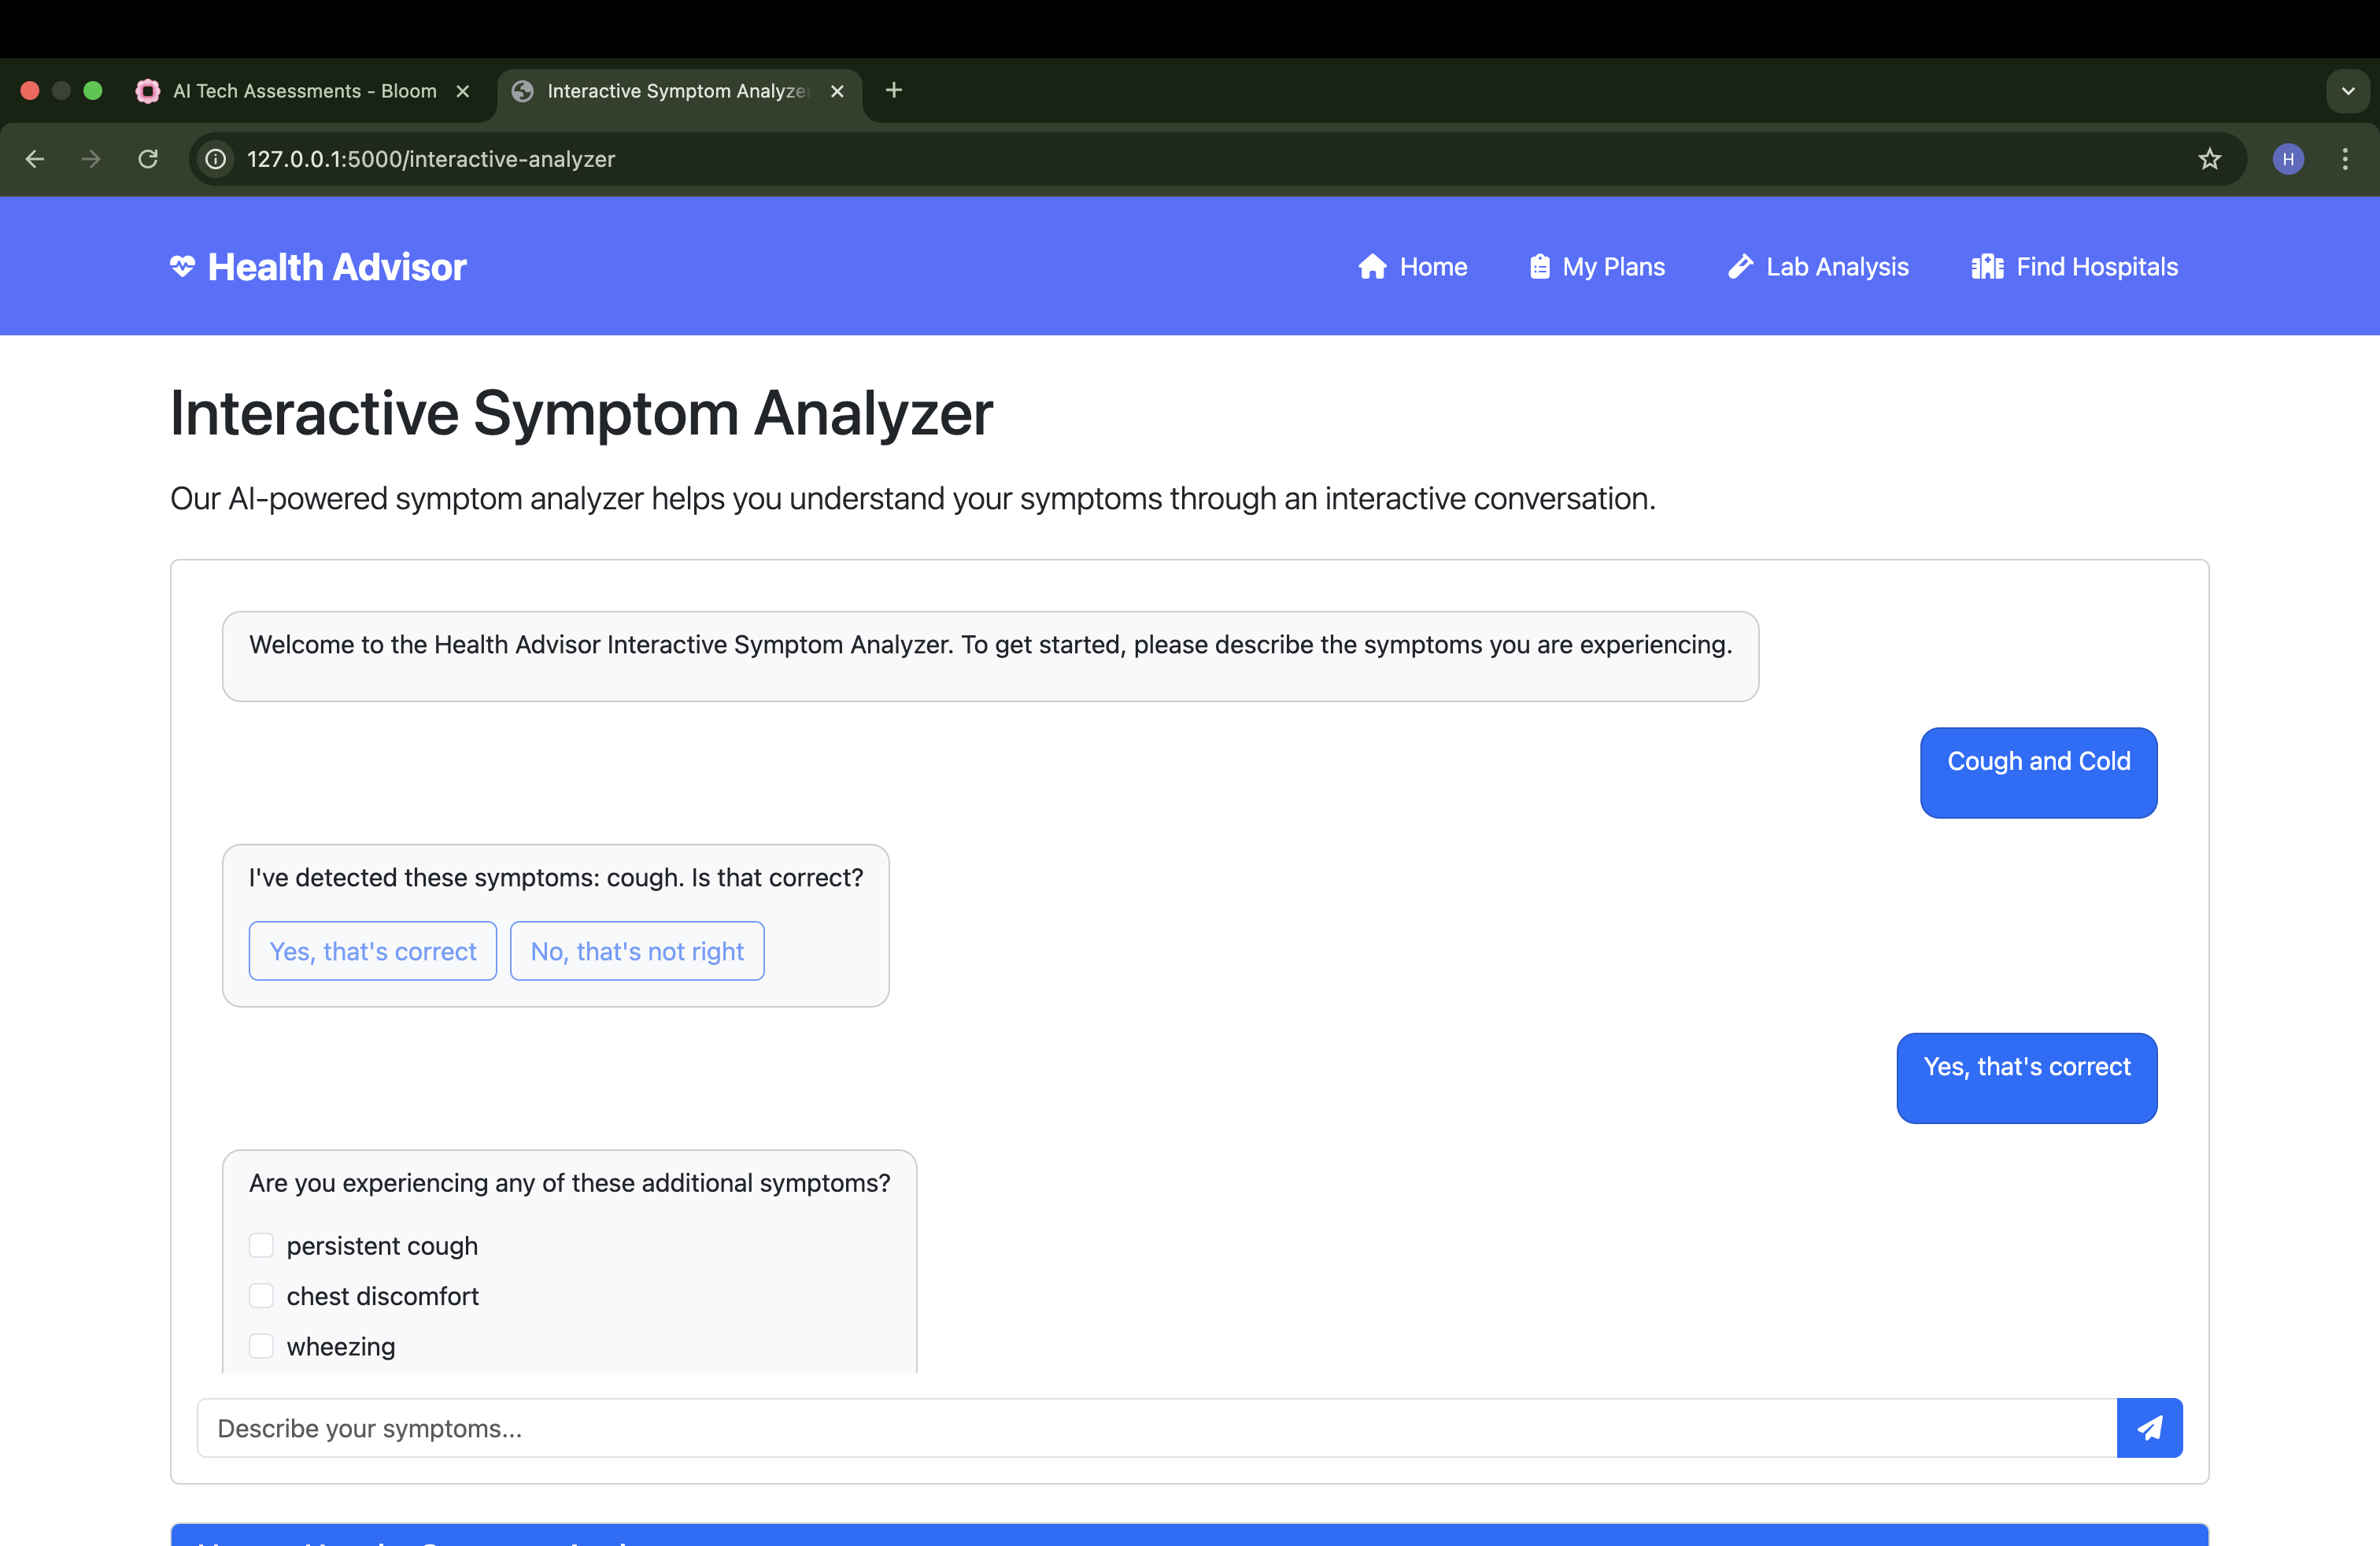 AI Tech Assessments - Bloom
Interactive Symptom Analyze
127.0.0.1:5000/interactive-analyzer
H
Health Advisor
Home
My Plans
Lab Analysis
Find Hospitals
Interactive Symptom Analyzer
Our AI-powered symptom analyzer helps you understand your symptoms through an interactive conversation.
Welcome to the Health Advisor Interactive Symptom Analyzer. To get started, please describe the symptoms you are experiencing.
Cough and Cold
I've detected these symptoms: cough. Is that correct?
Yes, that's correct
No, that's not right
Yes, that's correct
Are you experiencing any of these additional symptoms?
persistent cough
chest discomfort
wheezing
Describe your symptoms...